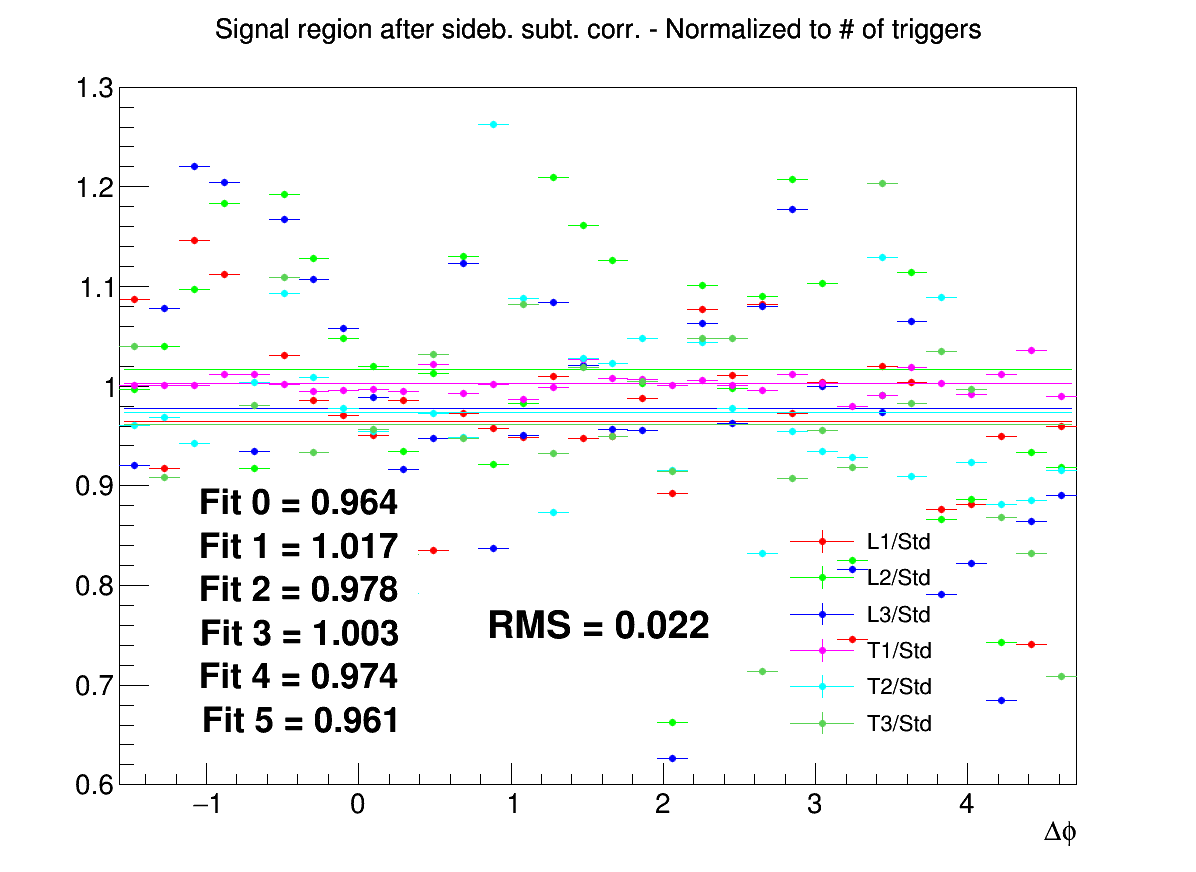 Signal region after sideb. subt. corr. - Normalized to # of triggers
1.3
1.2
1.1
1
0.9
0.8
0.7
0.6
Fit 0 = 0.964
Fit 1 = 1.017
Fit 2 = 0.978
Fit 3 = 1.003
Fit 4 = 0.974
Fit 5 = 0.961
RMS = 0.022
L1/Std
L2/Std
L3/Std
T1/Std
T2/Std
T3/Std
−1 0 1 2 3 4
Δϕ